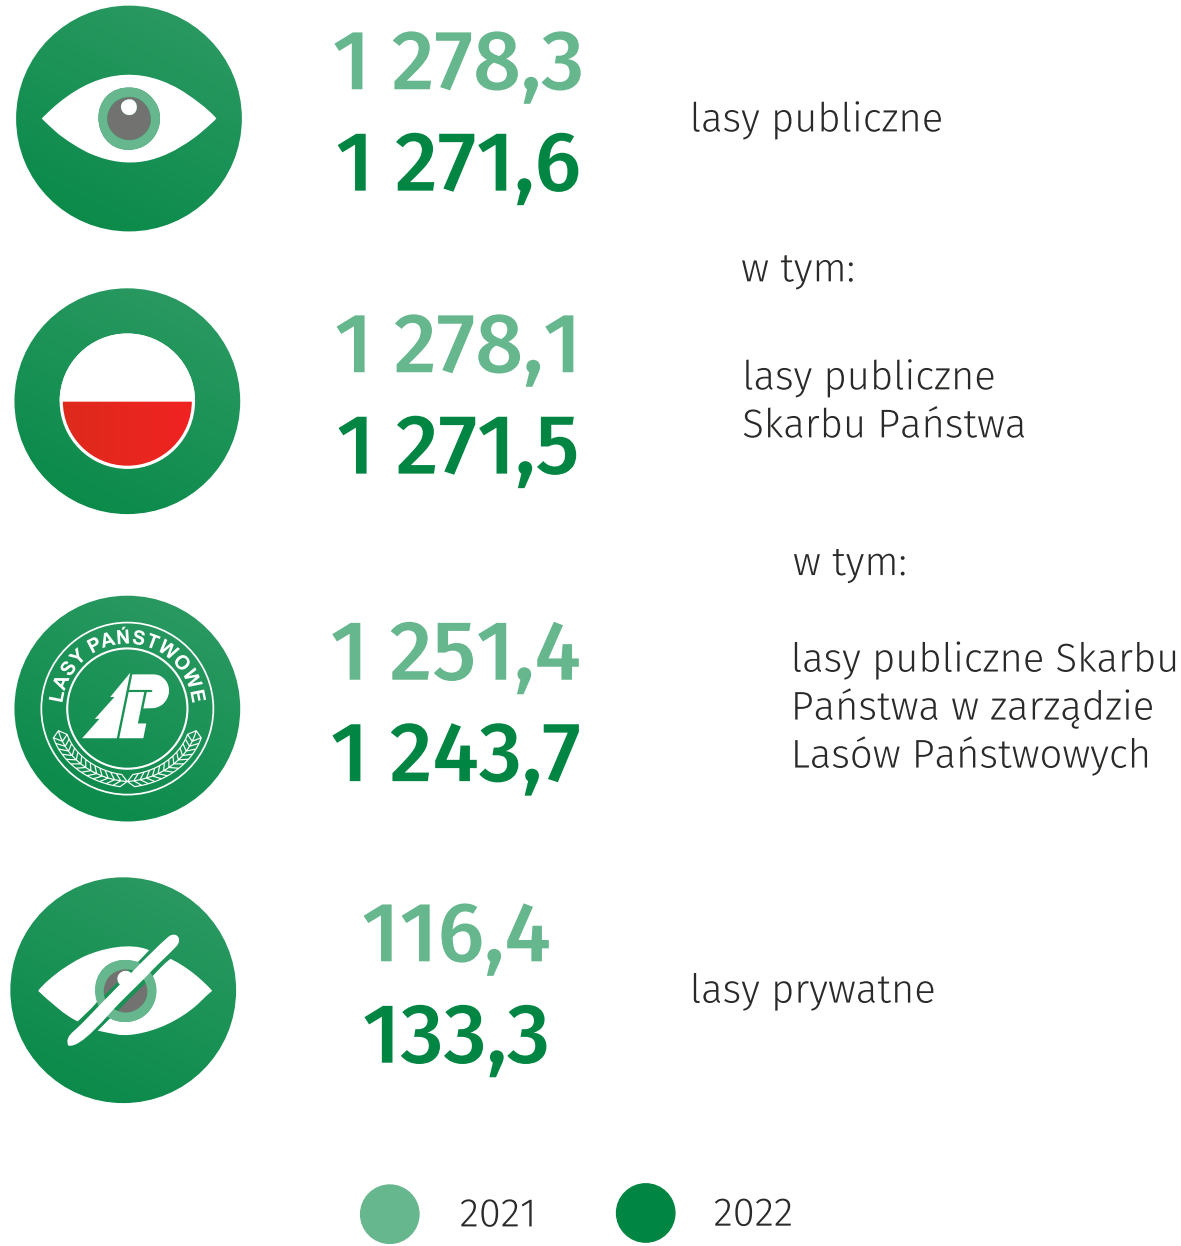 1 278,3
1 271,6
lasy publiczne
w tym:
1 278,1
1 271,5
lasy publiczne
Skarbu Państwa
w tym:
LASY PAŃSTWOWE
LP
1 251,4
1 243,7
lasy publiczne Skarbu
Państwa w zarządzie
Lasów Państwowych
116,4
133,3
lasy prywatne
2021
2022